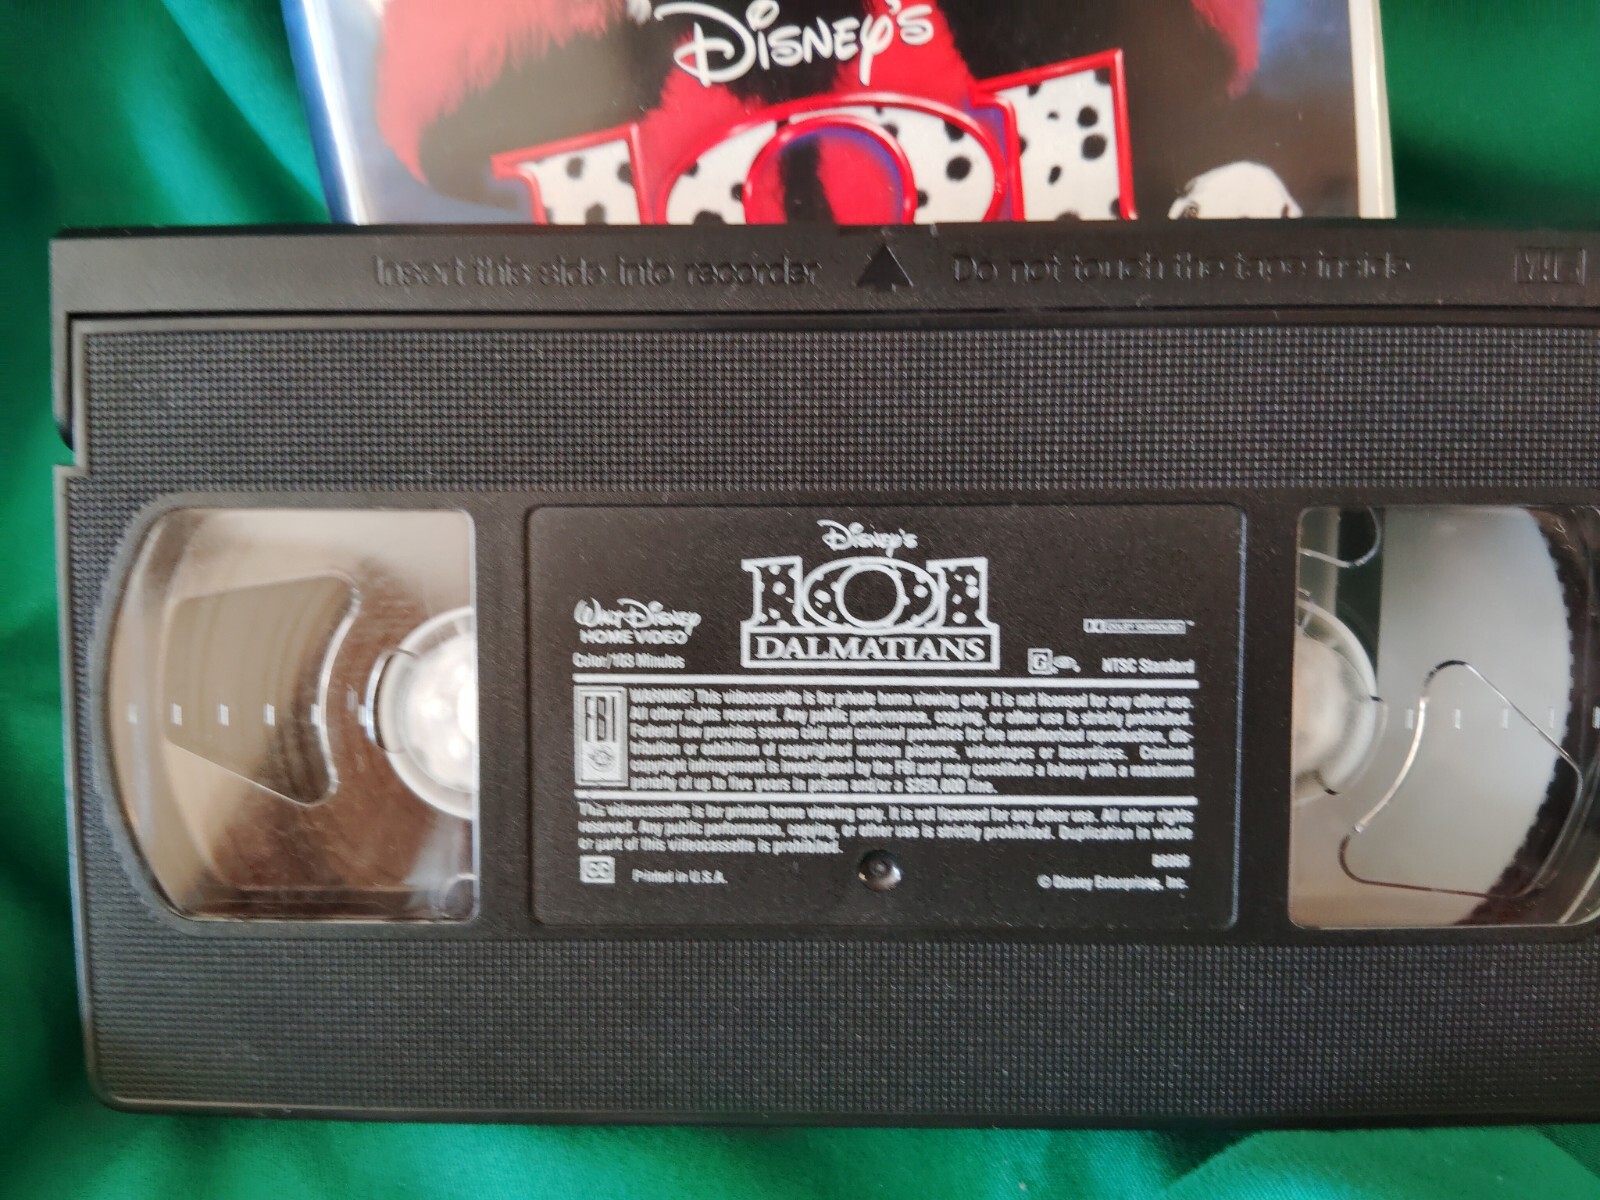 Disney's
101
Insert this side into recorder Do not touch the tape inside VHS
Disney's
101
DALMATIANS
Walt Disney
HOME VIDEO
Color/103 Minutes
G
DOLBY SURROUND™
NTSC Standard
FBI
WARNING! This videocassette is for private home viewing only. It is not licensed for any other use.
All other rights reserved. Any public performance, copying, or other use is strictly prohibited.
Federal law provides severe civil and criminal penalties for the unauthorized reproduction, dis-
tribution or exhibition of copyrighted motion pictures, videotapes or videodiscs. Criminal
copyright infringement is investigated by the FBI and may constitute a felony with a maximum
penalty of up to five years in prison and/or a $250,000 fine.
This videocassette is for private home viewing only. It is not licensed for any other use. All other rights
reserved. Any public performance, copying, or other use is strictly prohibited. Duplication in whole
or part of this videocassette is prohibited.
Printed in U.S.A.
© Disney Enterprises, Inc.